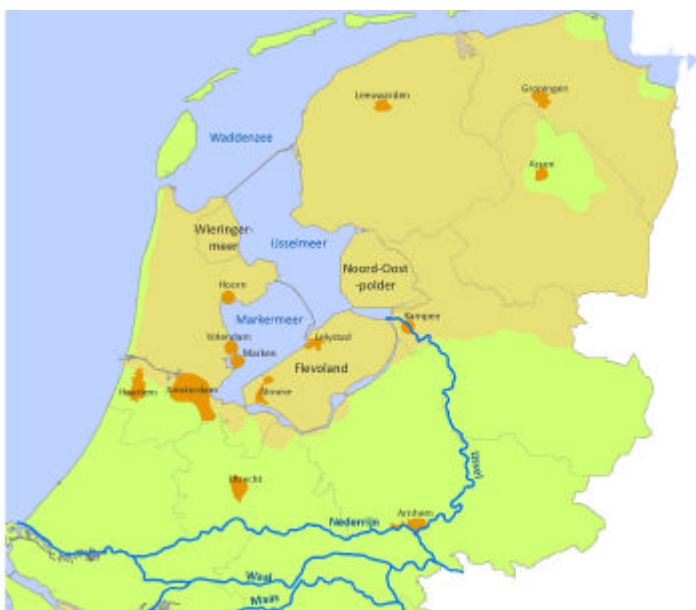 Leeuwarden
Groningen
Waddenzee
Assen
Wieringer-
meer
IJsselmeer
Noord-Oost
-polder
Hoorn
Markermeer
Kampen
Volendam
Lelystad
Marken
Flevoland
Haarlem
Amsterdam
Almere
IJssel
Utrecht
Arnhem
Nederrijn
Waal
Maas